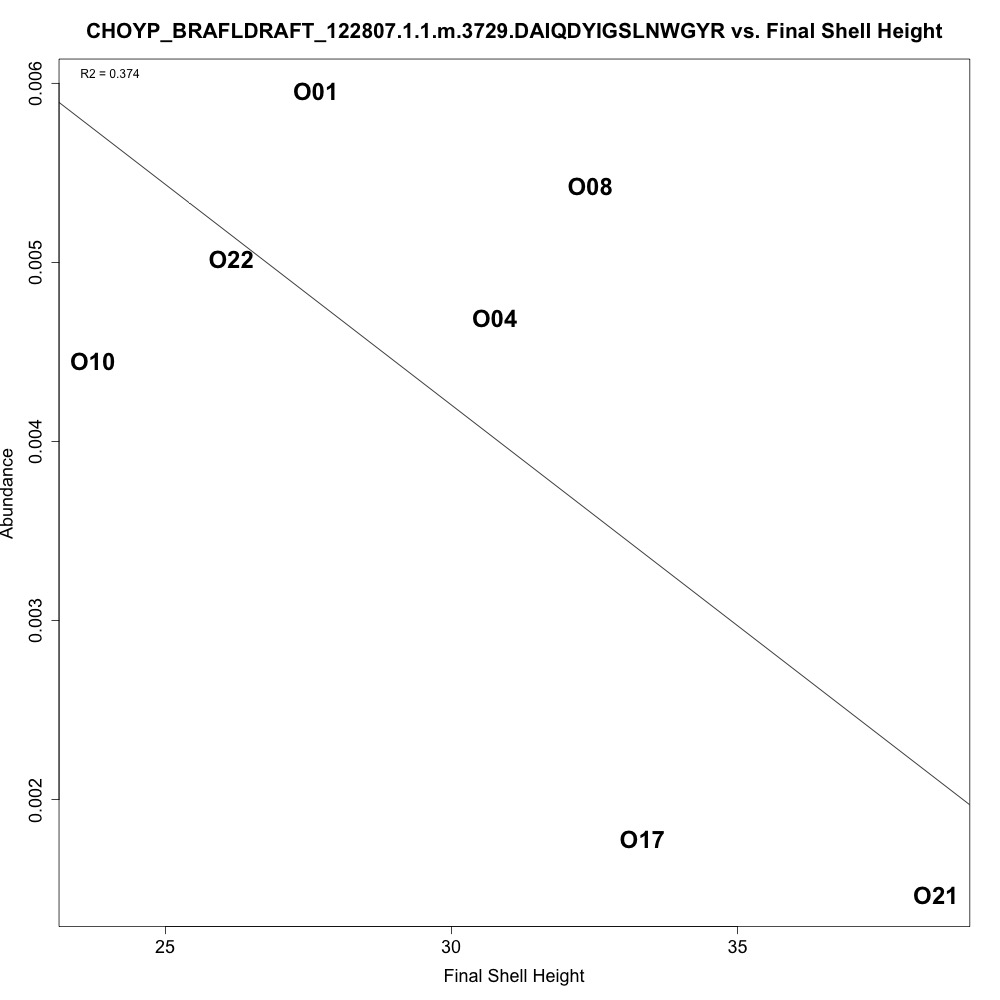 CHOYP_BRAFLDRAFT_122807.1.1.m.3729.DAIQDYIGSLNWGYR vs. Final Shell Height
R2 = 0.374
0.006
O01
O08
0.005
O22
O04
O10
0.004
Abundance
0.003
0.002
O17
O21
25
30
35
Final Shell Height